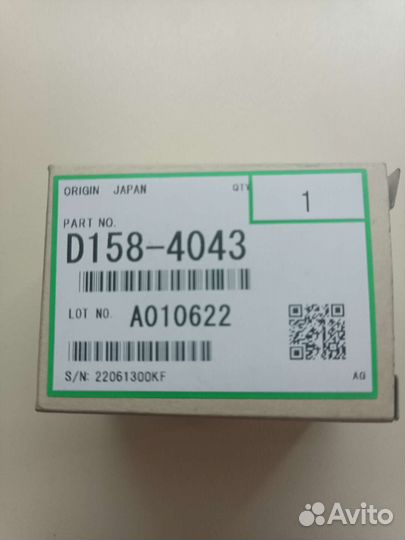 ORIGIN JAPAN QTY 1
PART NO.
D158-4043
LOT NO. A010622
S/N: 22061300KF AG
Avito